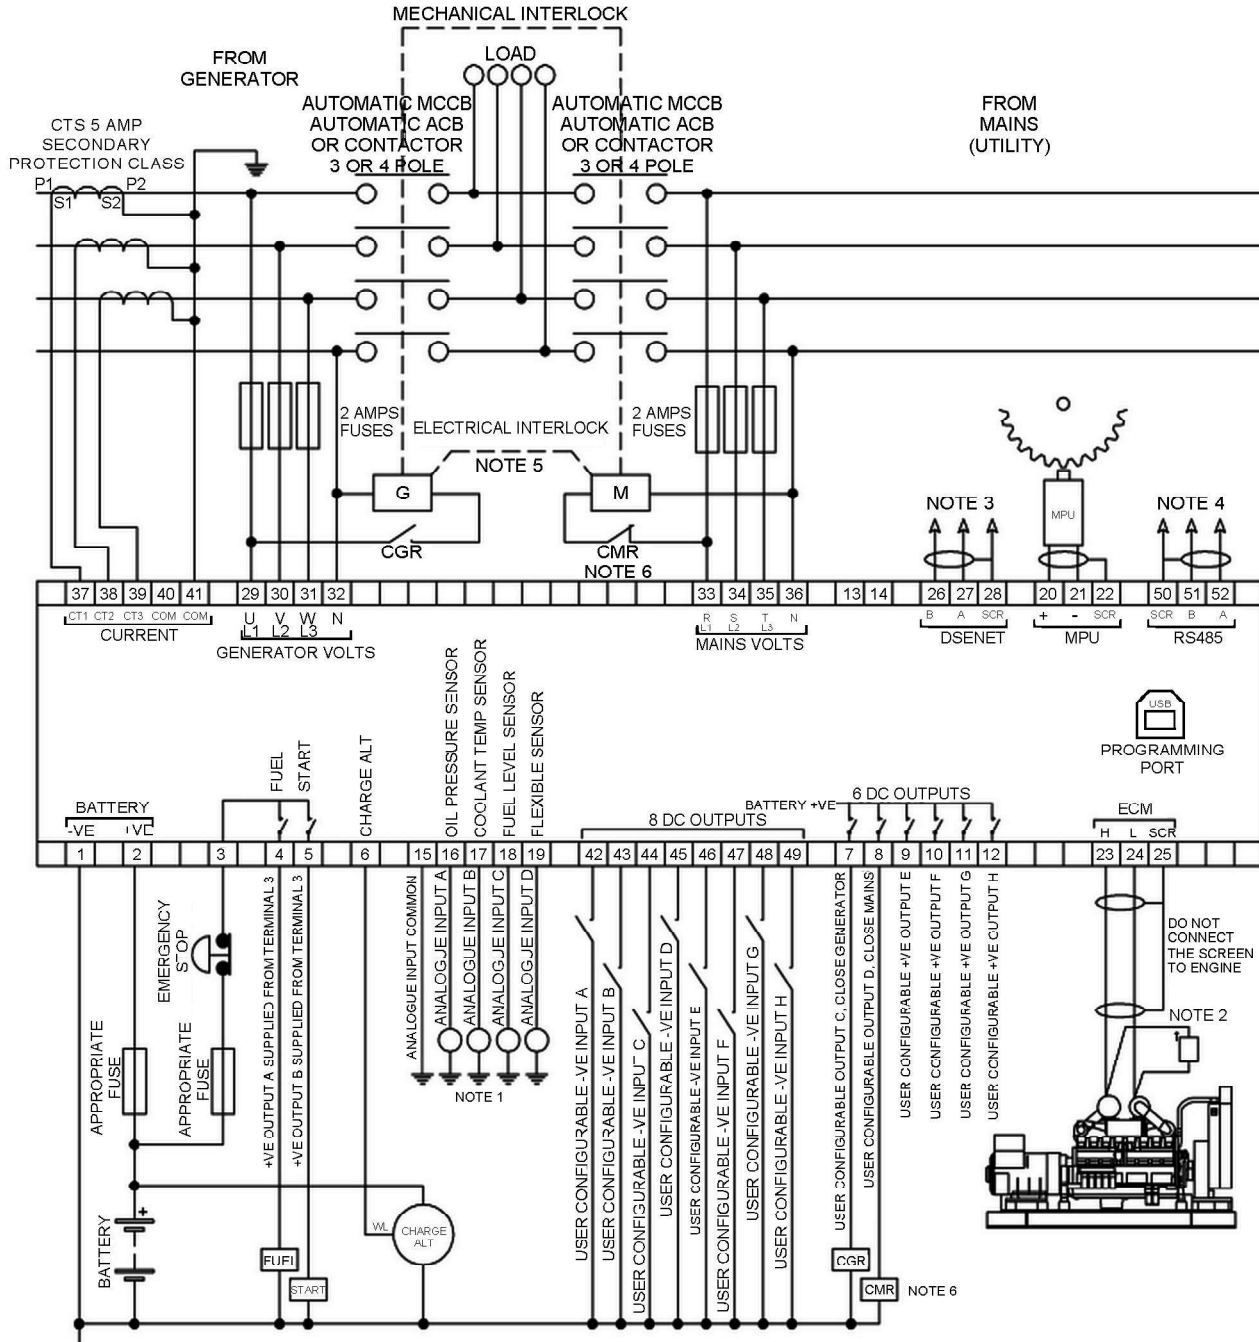 MECHANICAL INTERLOCK
FROM
GENERATOR
LOAD
AUTOMATIC MCCB
AUTOMATIC ACB
OR CONTACTOR
3 OR 4 POLE
AUTOMATIC MCCB
AUTOMATIC ACB
OR CONTACTOR
3 OR 4 POLE
FROM
MAINS
(UTILITY)
CTS 5 AMP
SECONDARY
PROTECTION CLASS
P1 P2
S1 S2
2 AMPS
FUSES
ELECTRICAL INTERLOCK
NOTE 5
2 AMPS
FUSES
G
M
CGR
CMR
NOTE 6
NOTE 3
MPU
NOTE 4
37 38 39 40 41 29 30 31 32 33 34 35 36 13 14 26 27 28 20 21 22 50 51 52
CT1 CT2 CT3 COM COM
CURRENT
U V W N
L1 L2 L3
GENERATOR VOLTS
R S T N
L1 L2 L3
MAINS VOLTS
B A SCR
DSENET
+ - SCR
MPU
SCR B A
RS485
USB
PROGRAMMING
PORT
BATTERY
-VE
FUEL
START
CHARGE ALT
OIL PRESSURE SENSOR
COOLANT TEMP SENSOR
FUEL LEVEL SENSOR
FLEXIBLE SENSOR
8 DC OUTPUTS
BATTERY +VE
6 DC OUTPUTS
ECM
H L SCR
1 2 3 4 5 6 15 16 17 18 19 42 43 44 45 46 47 48 49 7 8 9 10 11 12 23 24 25
EMERGENCY
STOP
APPROPRIATE
FUSE
APPROPRIATE
FUSE
+VE OUTPUT A SUPPLIED FROM TERMINAL 3
+VE OUTPUT B SUPPLIED FROM TERMINAL 3
ANALOGUE INPUT COMMON
ANALOGUE INPUT A
ANALOGUE INPUT B
ANALOGUE INPUT C
ANALOGUE INPUT D
NOTE 1
USER CONFIGURABLE -VE INPUT A
USER CONFIGURABLE -VE INPUT B
USER CONFIGURABLE -VE INPUT C
USER CONFIGURABLE -VE INPUT D
USER CONFIGURABLE -VE INPUT E
USER CONFIGURABLE -VE INPUT F
USER CONFIGURABLE -VE INPUT G
USER CONFIGURABLE -VE INPUT H
USER CONFIGURABLE OUTPUT C, CLOSE GENERATOR
USER CONFIGURABLE OUTPUT D, CLOSE MAINS
USER CONFIGURABLE +VE OUTPUT E
USER CONFIGURABLE +VE OUTPUT F
USER CONFIGURABLE +VE OUTPUT G
USER CONFIGURABLE +VE OUTPUT H
DO NOT
CONNECT
THE SCREEN
TO ENGINE
NOTE 2
BATTERY
+
WL
CHARGE
ALT
FUEL
START
CGR
CMR
NOTE 6